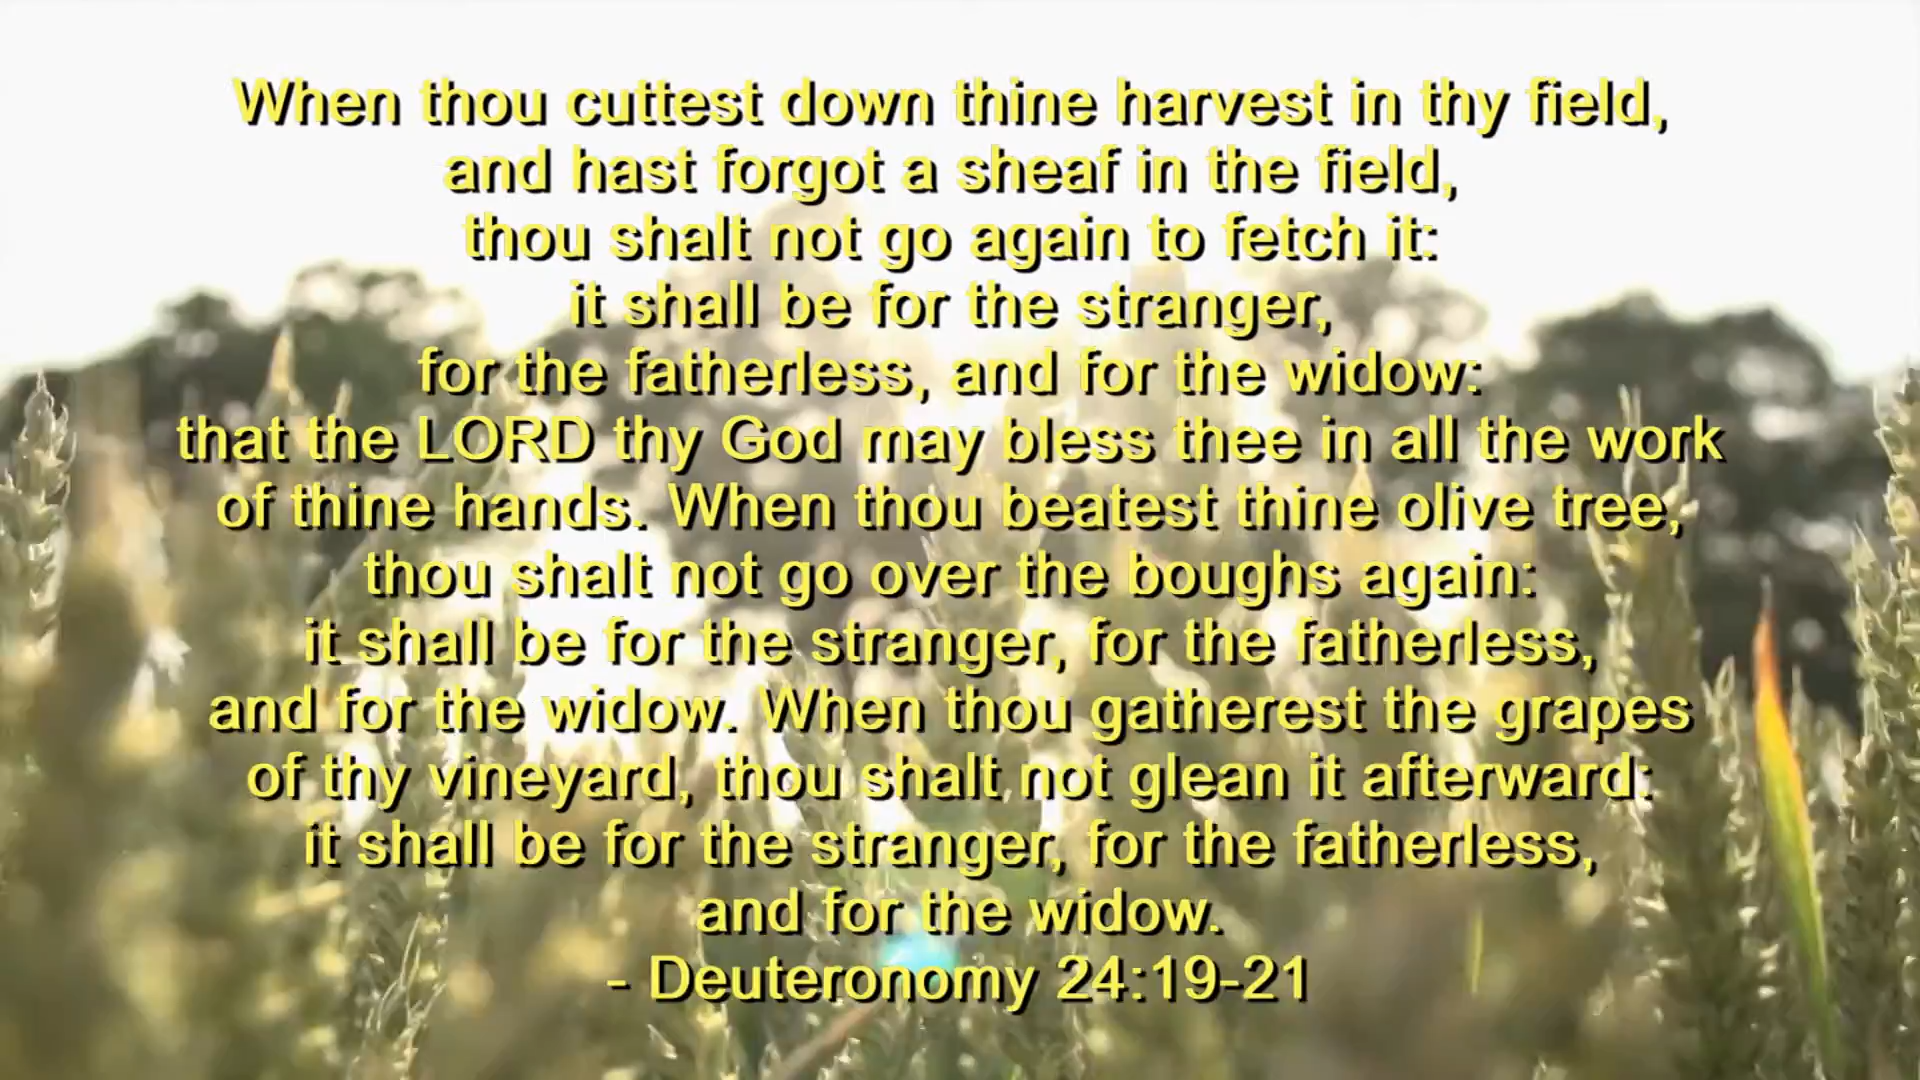 When thou cuttest down thine harvest in thy field,
and hast forgot a sheaf in the field,
thou shalt not go again to fetch it:
it shall be for the stranger,
for the fatherless, and for the widow:
that the LORD thy God may bless thee in all the work
of thine hands. When thou beatest thine olive tree,
thou shalt not go over the boughs again:
it shall be for the stranger, for the fatherless,
and for the widow. When thou gatherest the grapes
of thy vineyard, thou shalt not glean it afterward:
it shall be for the stranger, for the fatherless,
and for the widow.
- Deuteronomy 24:19-21